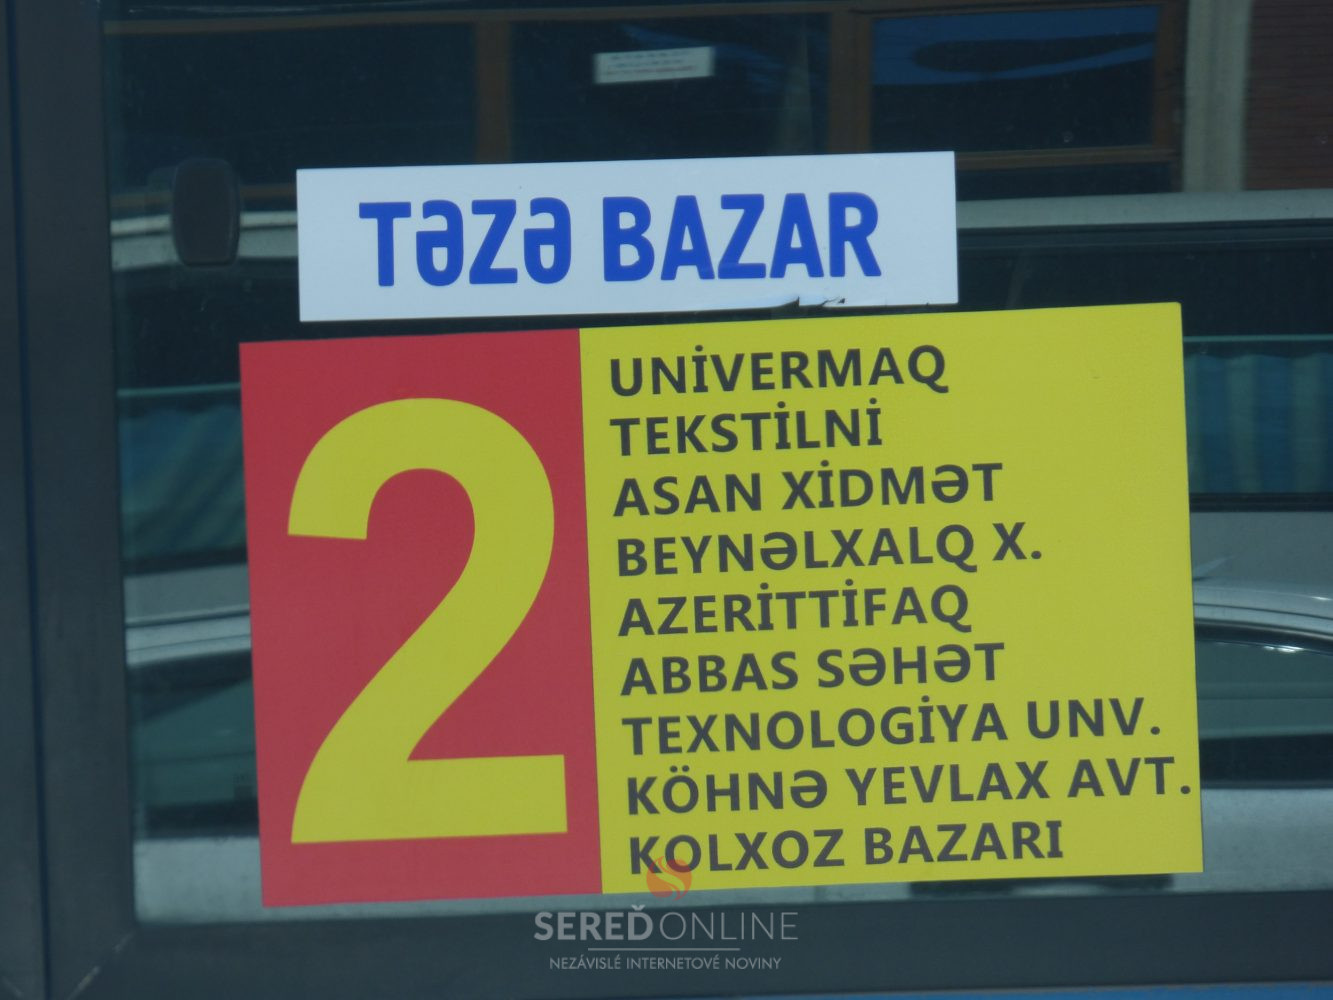 TƏZƏ BAZAR
2
UNİVERMAQ
TEKSTİLNİ
ASAN XİDMƏT
BEYNƏLXALQ X.
AZERİTTİFAQ
ABBAS SƏHƏT
TEXNOLOGİYA UNV.
KÖHNƏ YEVLAX AVT.
KOLXOZ BAZARI
SEREĎONLINE
NEZÁVISLÉ INTERNETOVÉ NOVINY